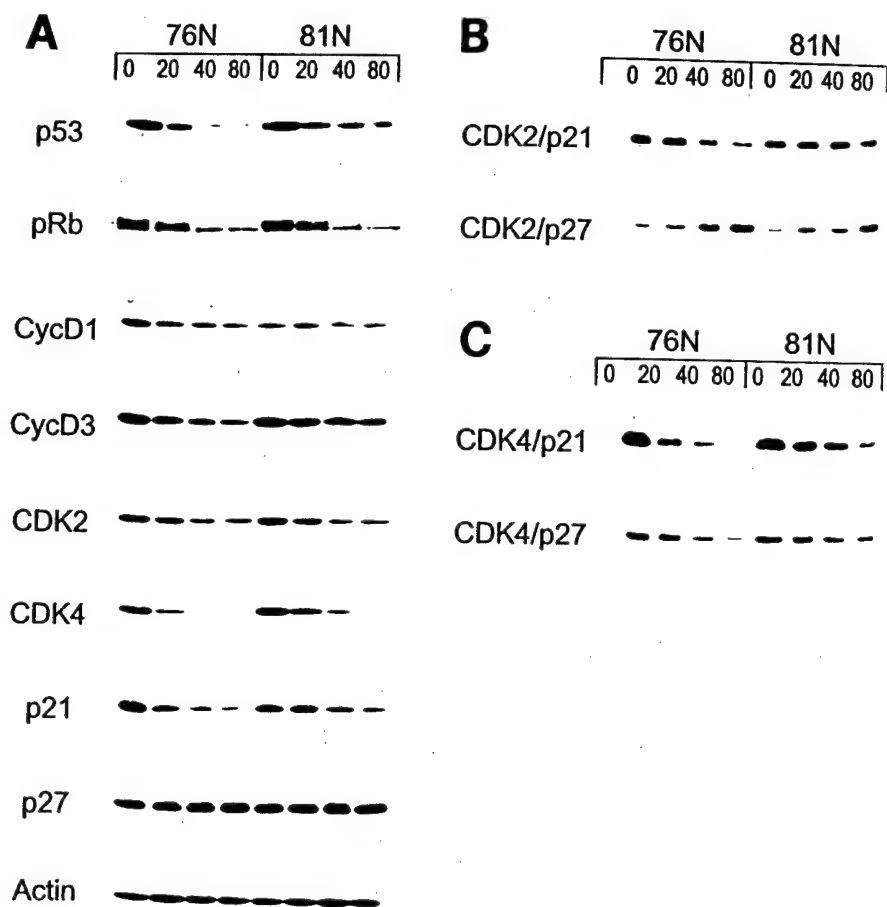 A
76N 81N
0 20 40 80 0 20 40 80
p53
pRb
CycD1
CycD3
CDK2
CDK4
p21
p27
Actin
B
76N 81N
0 20 40 80 0 20 40 80
CDK2/p21
CDK2/p27
C
76N 81N
0 20 40 80 0 20 40 80
CDK4/p21
CDK4/p27